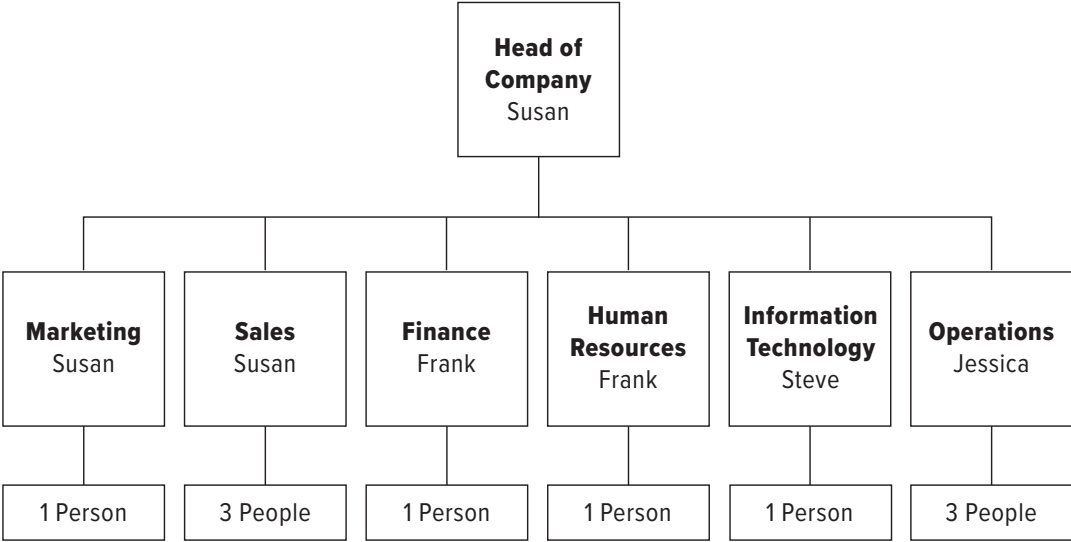 Head of
Company
Susan
Marketing
Susan
Sales
Susan
Finance
Frank
Human
Resources
Frank
Information
Technology
Steve
Operations
Jessica
1 Person
3 People
1 Person
1 Person
1 Person
3 People